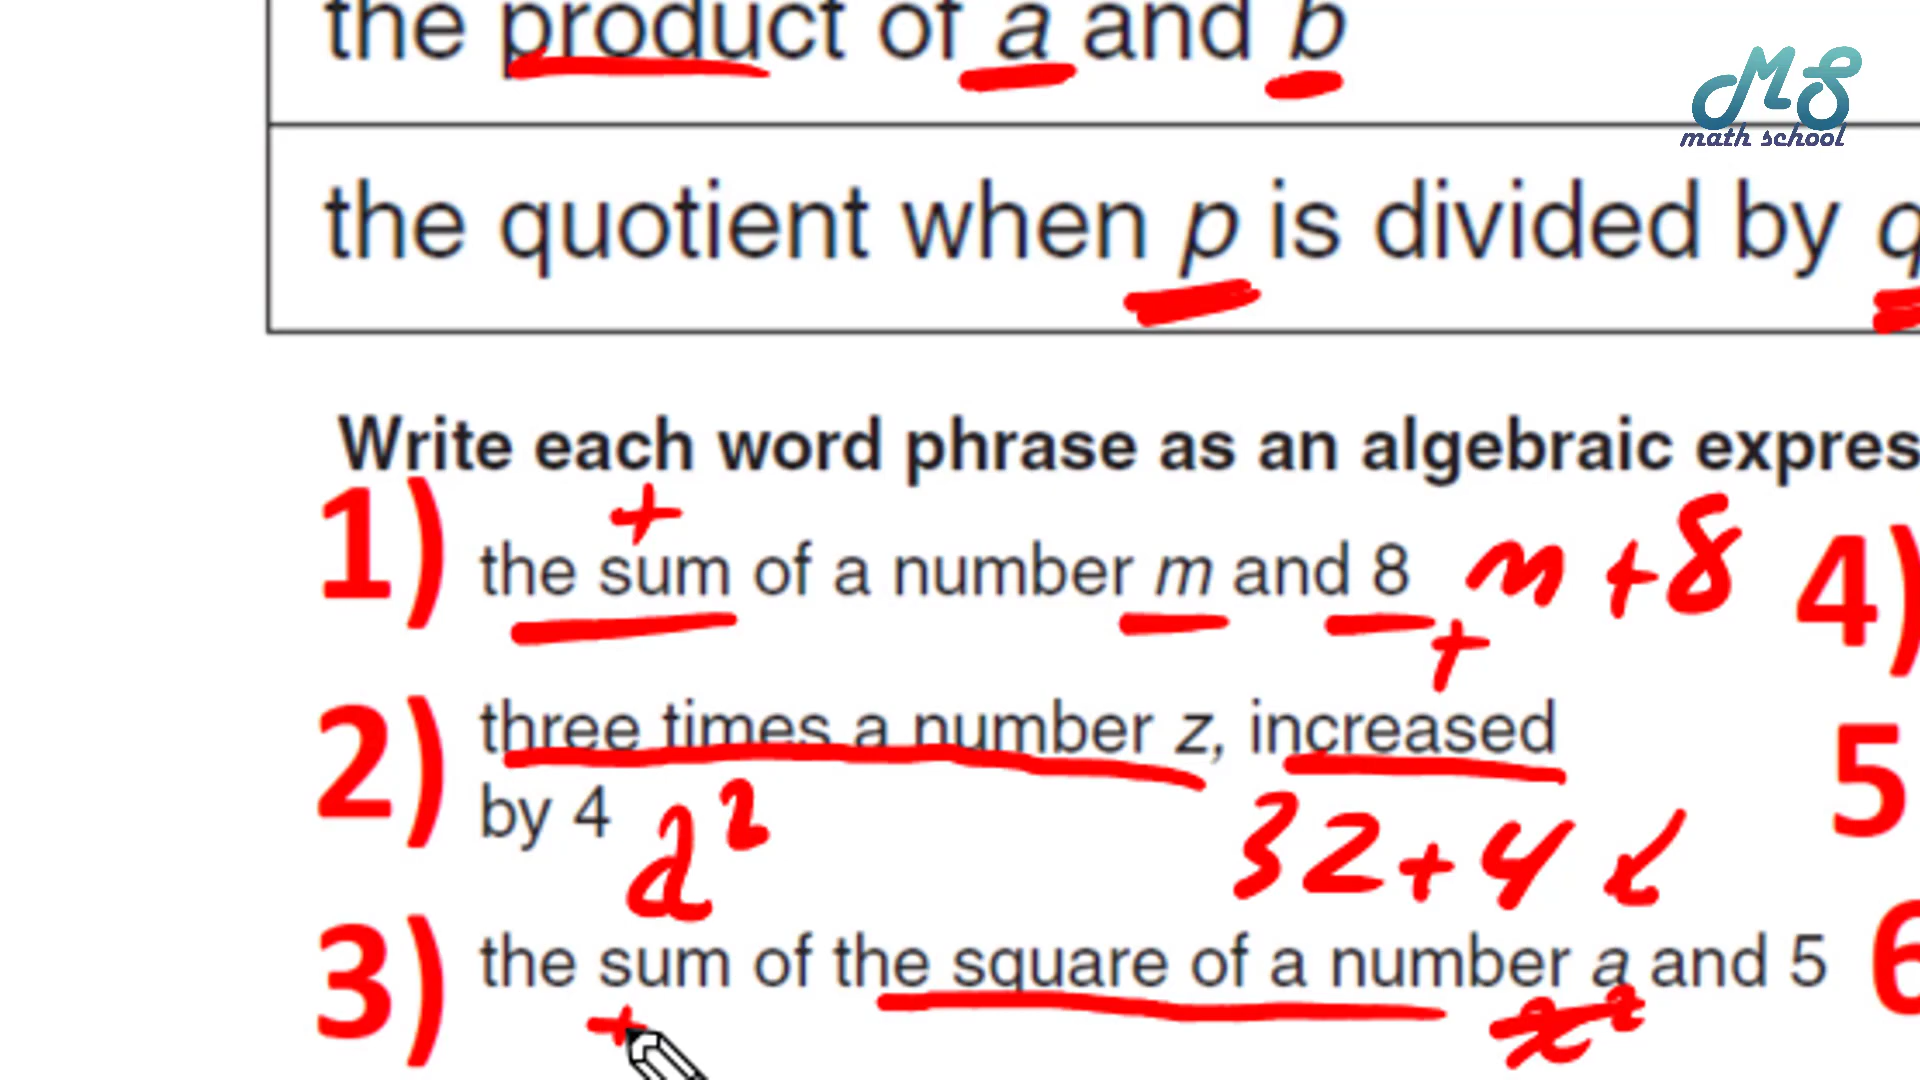 the product of a and b
MS
math school
the quotient when p is divided by q
Write each word phrase as an algebraic expres
+
1) the sum of a number m and 8 m + 8 4)
+
2) three times a number z, increased 5
by 4 a² 3z + 4
3) the sum of the square of a number a and 5 6
+ x²